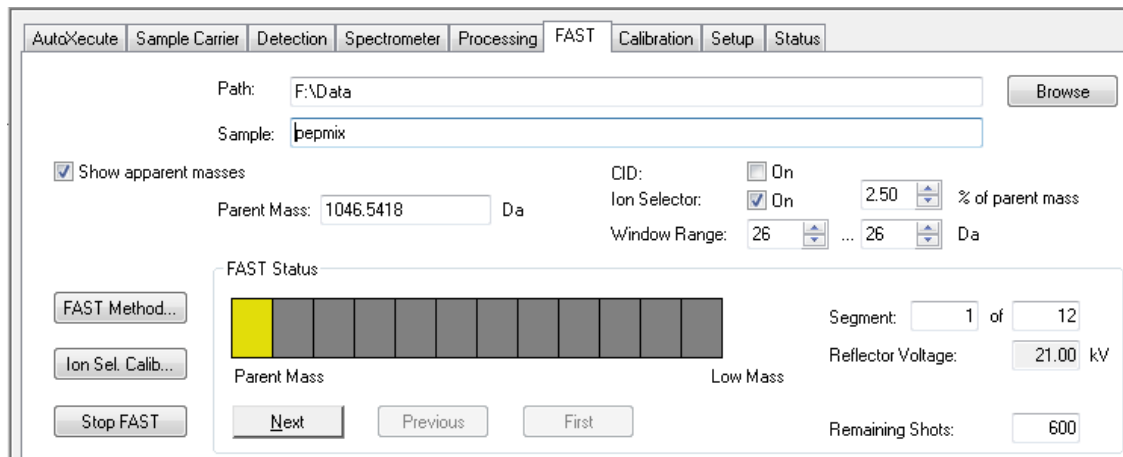 AutoXecute Sample Carrier Detection Spectrometer Processing FAST Calibration Setup Status
Path: F:\Data Browse
Sample: pepmix
Show apparent masses CID: On
Parent Mass: 1046.5418 Da Ion Selector: On 2.50 % of parent mass
Window Range: 26 ... 26 Da
FAST Status
FAST Method... Segment: 1 of 12
Ion Sel. Calib... Reflector Voltage: 21.00 kV
Parent Mass Low Mass
Stop FAST Next Previous First Remaining Shots: 600